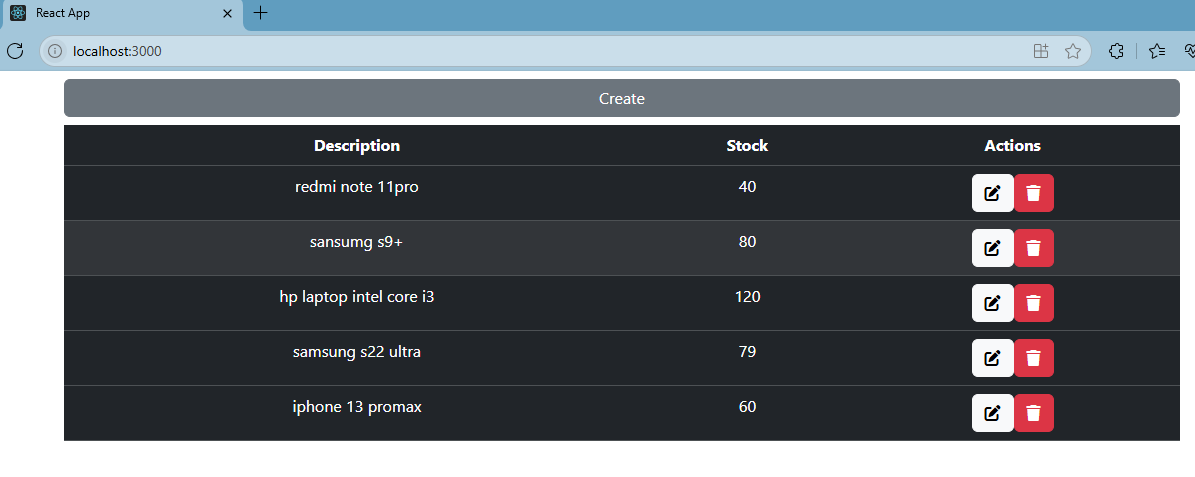 React App
localhost:3000
Create
Description Stock Actions
redmi note 11pro 40
sansumg s9+ 80
hp laptop intel core i3 120
samsung s22 ultra 79
iphone 13 promax 60